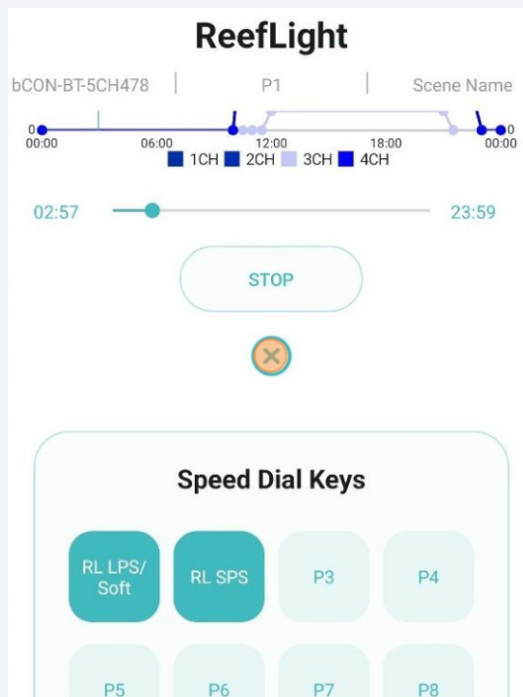 ReefLight
bCON-BT-5CH478 P1 Scene Name
0 0
00:00 06:00 12:00 18:00 00:00
1CH 2CH 3CH 4CH
02:57 23:59
STOP
Speed Dial Keys
RL LPS/
Soft
RL SPS
P3
P4
P5 P6 P7 P8